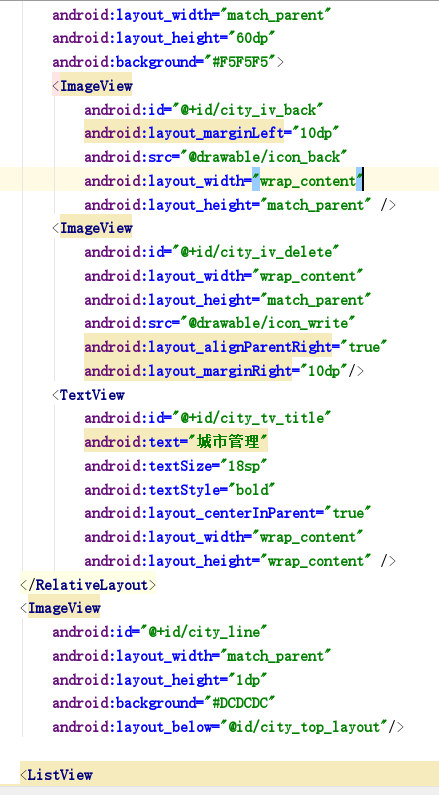 android:layout_width="match_parent"
android:layout_height="60dp"
android:background="#F5F5F5">
<ImageView
android:id="@+id/city_iv_back"
android:layout_marginLeft="10dp"
android:src="@drawable/icon_back"
android:layout_width="wrap_content"
android:layout_height="match_parent" />
<ImageView
android:id="@+id/city_iv_delete"
android:layout_width="wrap_content"
android:layout_height="match_parent"
android:src="@drawable/icon_write"
android:layout_alignParentRight="true"
android:layout_marginRight="10dp"/>
<TextView
android:id="@+id/city_tv_title"
android:text="城市管理"
android:textSize="18sp"
android:textStyle="bold"
android:layout_centerInParent="true"
android:layout_width="wrap_content"
android:layout_height="wrap_content" />
</RelativeLayout>
<ImageView
android:id="@+id/city_line"
android:layout_width="match_parent"
android:layout_height="1dp"
android:background="#DCDCDC"
android:layout_below="@id/city_top_layout"/>
<ListView